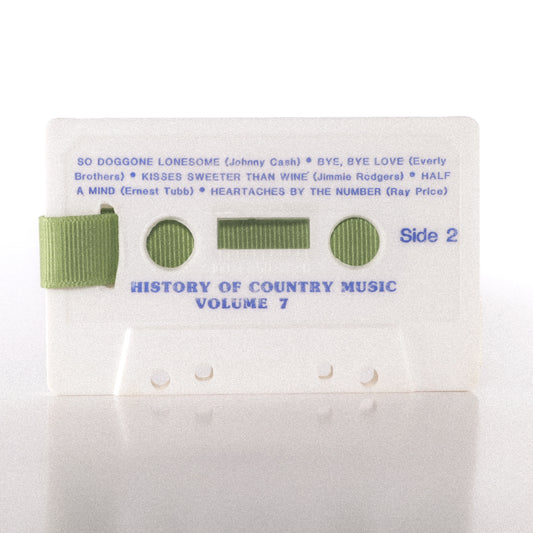 SO DOGGONE LONESOME (Johnny Cash) • BYE, BYE LOVE (Everly
Brothers) • KISSES SWEETER THAN WINE (Jimmie Rodgers) • HALF
A MIND (Ernest Tubb) • HEARTACHES BY THE NUMBER (Ray Price)
Side 2
HISTORY OF COUNTRY MUSIC
VOLUME 7